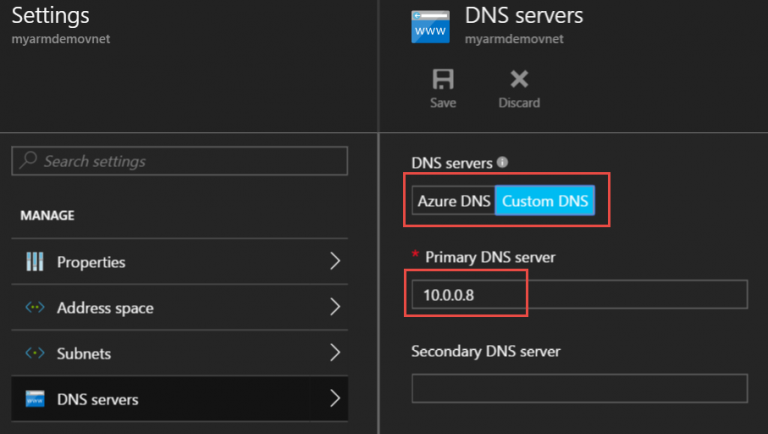 Settings
myarmdemovnet
Search settings
MANAGE
Properties
Address space
Subnets
www
DNS servers
www
DNS servers
myarmdemovnet
Save
Discard
DNS servers
Azure DNS
Custom DNS
* Primary DNS server
10.0.0.8
Secondary DNS server